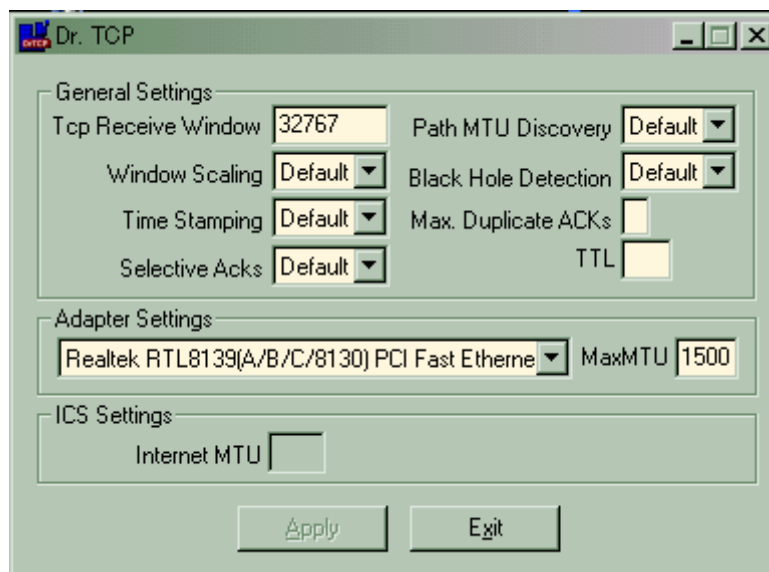 DrTCP
Dr. TCP
General Settings
Tcp Receive Window 32767
Path MTU Discovery Default
Window Scaling Default
Black Hole Detection Default
Time Stamping Default
Max. Duplicate ACKs
Selective Acks Default
TTL
Adapter Settings
Realtek RTL8139(A/B/C/8130) PCI Fast Etherne
MaxMTU 1500
ICS Settings
Internet MTU
Apply
Exit